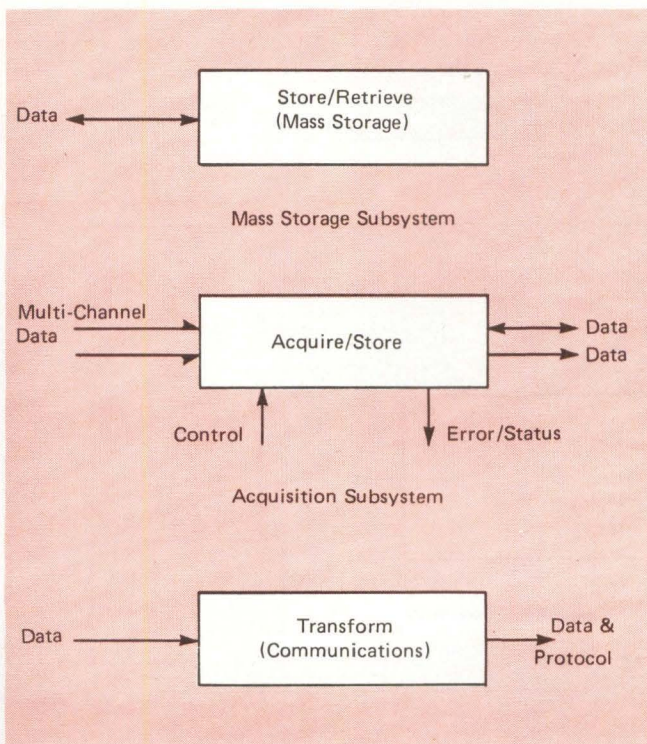 Data
Store/Retrieve
(Mass Storage)
Mass Storage Subsystem
Multi-Channel
Data
Acquire/Store
Data
Data
Control
Error/Status
Acquisition Subsystem
Data
Transform
(Communications)
Data &
Protocol